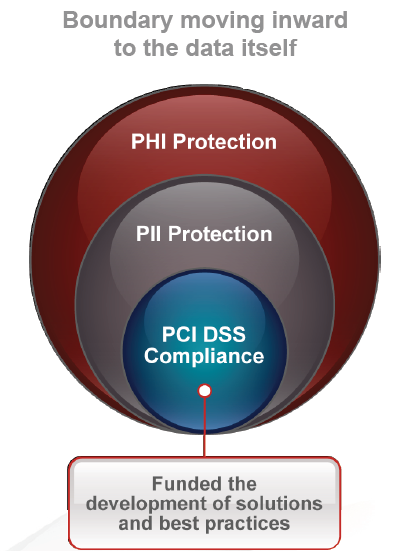 Boundary moving inward
to the data itself
PHI Protection
PII Protection
PCI DSS
Compliance
Funded the
development of solutions
and best practices